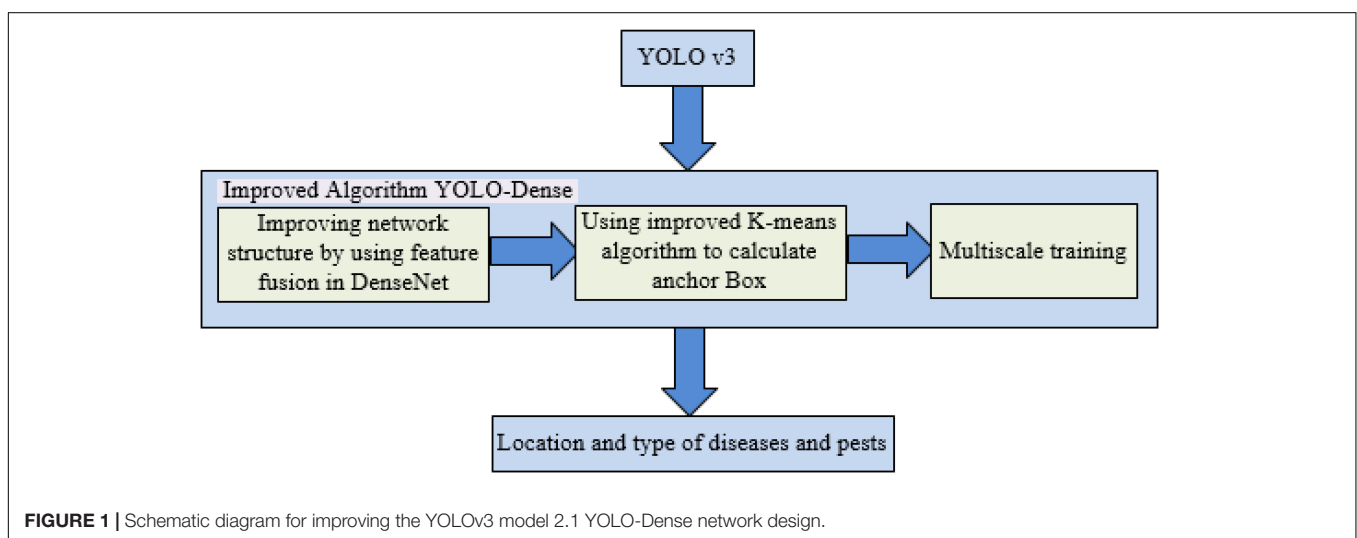 YOLO v3
Improved Algorithm YOLO-Dense
Improving network
structure by using feature
fusion in DenseNet
Using improved K-means
algorithm to calculate
anchor Box
Multiscale training
Location and type of diseases and pests
FIGURE 1 | Schematic diagram for improving the YOLOv3 model 2.1 YOLO-Dense network design.